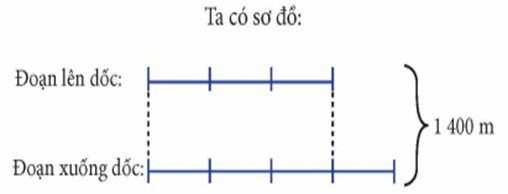 Ta có sơ đồ:
Đoạn lên dốc:
1 400 m
Đoạn xuống dốc: